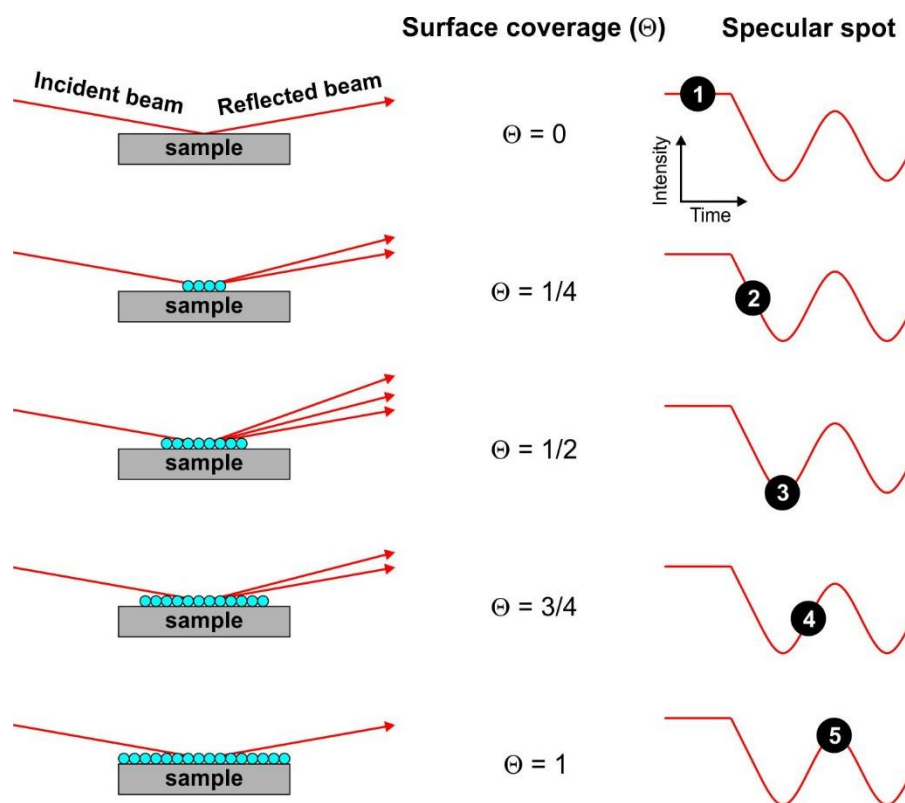 Surface coverage (Θ) Specular spot
Incident beam Reflected beam 1
sample Θ = 0 Intensity
Time
sample Θ = 1/4 2
sample Θ = 1/2 3
sample Θ = 3/4 4
sample Θ = 1 5